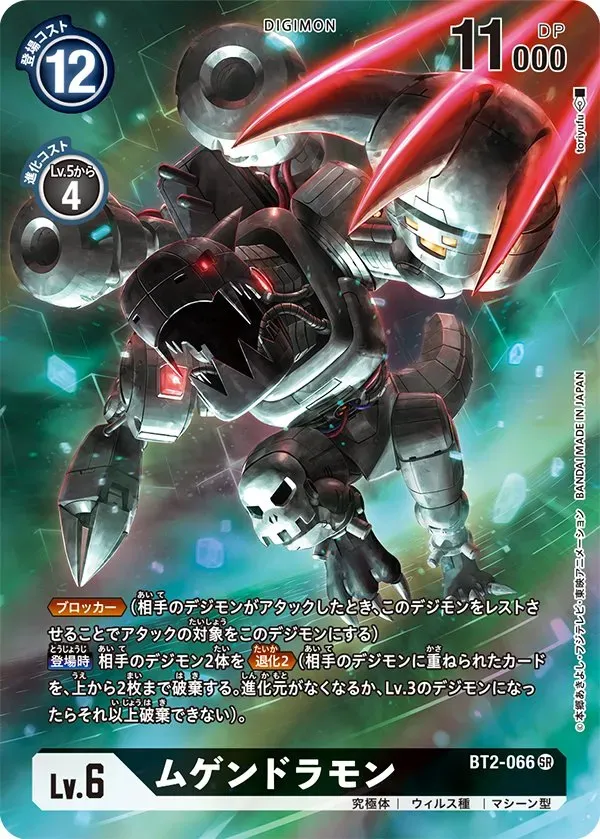 登場コスト
12
DIGIMON
11000
DP
進化コスト
Lv.5から
4
toriyufu
ブロッカー (相手のデジモンがアタックしたとき、このデジモンをレストさ
せることでアタックの対象をこのデジモンにする)
登場時 相手のデジモン2体を 退化2 (相手のデジモンに重ねられたカード
を、上から2枚まで破棄する。進化元がなくなるか、Lv.3のデジモンになっ
たらそれ以上破棄できない)。
©本郷あきよし・フジテレビ・東映アニメーション BANDAI MADE IN JAPAN
BT2-066 SR
Lv.6 ムゲンドラモン
究極体 | ウィルス種 | マシーン型